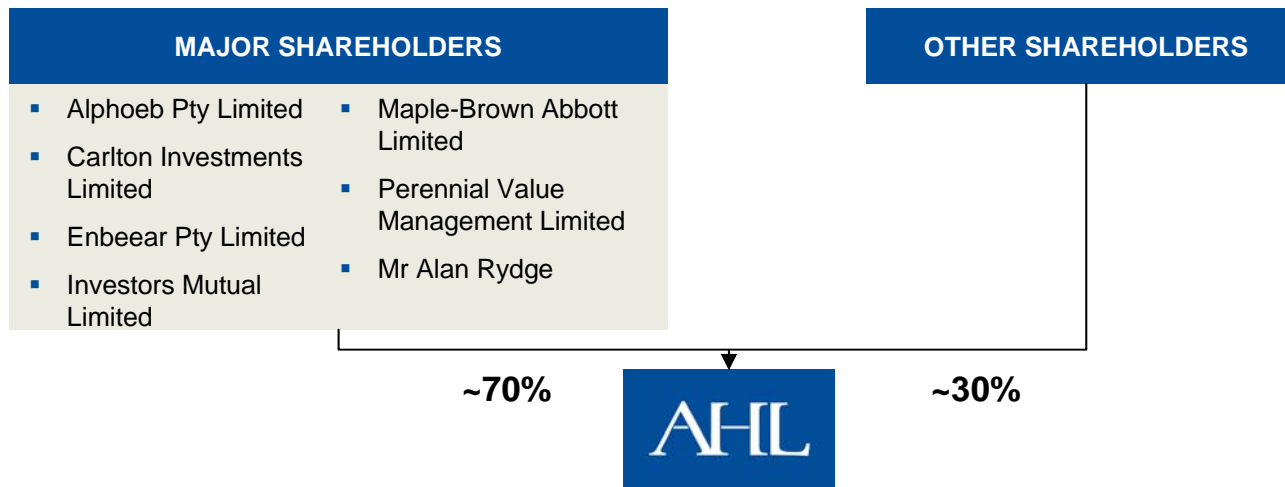 MAJOR SHAREHOLDERS
▪ Alphoeb Pty Limited
▪ Carlton Investments
Limited
▪ Enbeear Pty Limited
▪ Investors Mutual
Limited
▪ Maple-Brown Abbott
Limited
▪ Perennial Value
Management Limited
▪ Mr Alan Rydge
OTHER SHAREHOLDERS
~70%
~30%
AHL